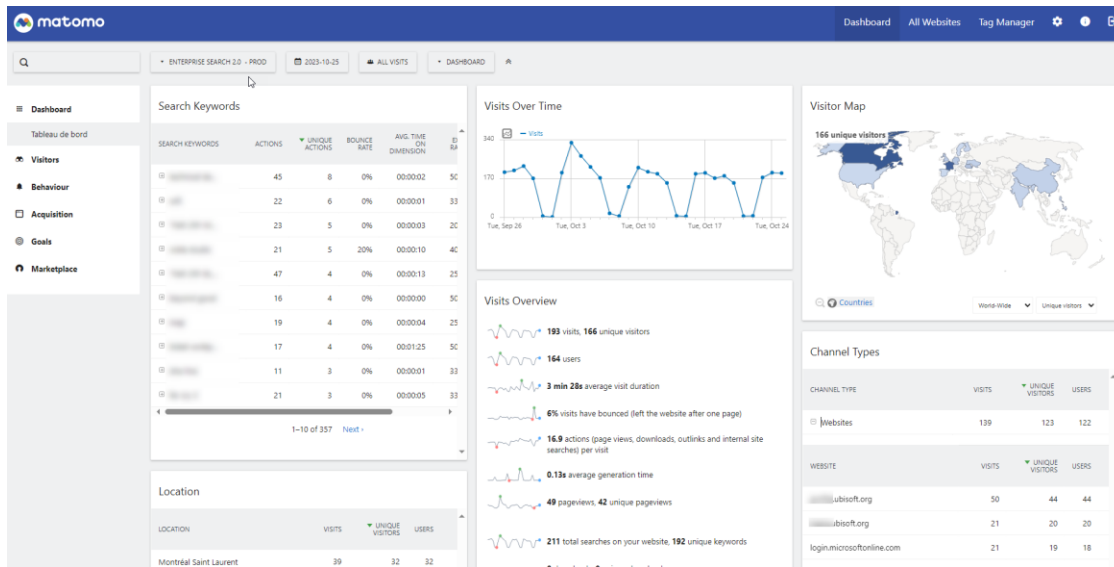 matomo
Dashboard All Websites Tag Manager
ENTERPRISE SEARCH 2.0 - PROD 2023-10-25 ALL VISITS DASHBOARD
Dashboard
Tableau de bord
Visitors
Behaviour
Acquisition
Goals
Marketplace
Search Keywords
SEARCH KEYWORDS ACTIONS UNIQUE ACTIONS BOUNCE RATE AVG. TIME ON DIMENSION
45 8 0% 00:00:02 50
22 6 0% 00:00:01 33
23 5 0% 00:00:03 20
21 5 20% 00:00:10 40
47 4 0% 00:00:13 25
16 4 0% 00:00:00 50
19 4 0% 00:00:04 25
17 4 0% 00:01:25 50
11 3 0% 00:00:01 33
21 3 0% 00:00:05 33
1–10 of 357 Next ›
Location
LOCATION VISITS UNIQUE VISITORS USERS
Montréal Saint Laurent 39 32 32
Visits Over Time
Visits
340
170
0
Tue, Sep 26 Tue, Oct 3 Tue, Oct 10 Tue, Oct 17 Tue, Oct 24
Visits Overview
193 visits, 166 unique visitors
164 users
3 min 28s average visit duration
6% visits have bounced (left the website after one page)
16.9 actions (page views, downloads, outlinks and internal site
searches) per visit
0.13s average generation time
49 pageviews, 42 unique pageviews
211 total searches on your website, 192 unique keywords
Visitor Map
166 unique visitors
Countries
World-Wide Unique visitors
Channel Types
CHANNEL TYPE VISITS UNIQUE VISITORS USERS
Websites 139 123 122
WEBSITE VISITS UNIQUE VISITORS USERS
.ubisoft.org 50 44 44
ubisoft.org 21 20 20
login.microsoftonline.com 21 19 18